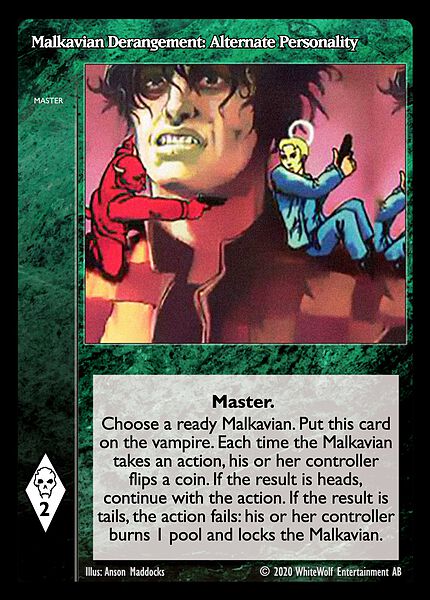 Malkavian Derangement: Alternate Personality
MASTER
Master.
Choose a ready Malkavian. Put this card
on the vampire. Each time the Malkavian
takes an action, his or her controller
flips a coin. If the result is heads,
continue with the action. If the result is
tails, the action fails: his or her controller
burns 1 pool and locks the Malkavian.
2
Illus: Anson Maddocks
© 2020 WhiteWolf Entertainment AB